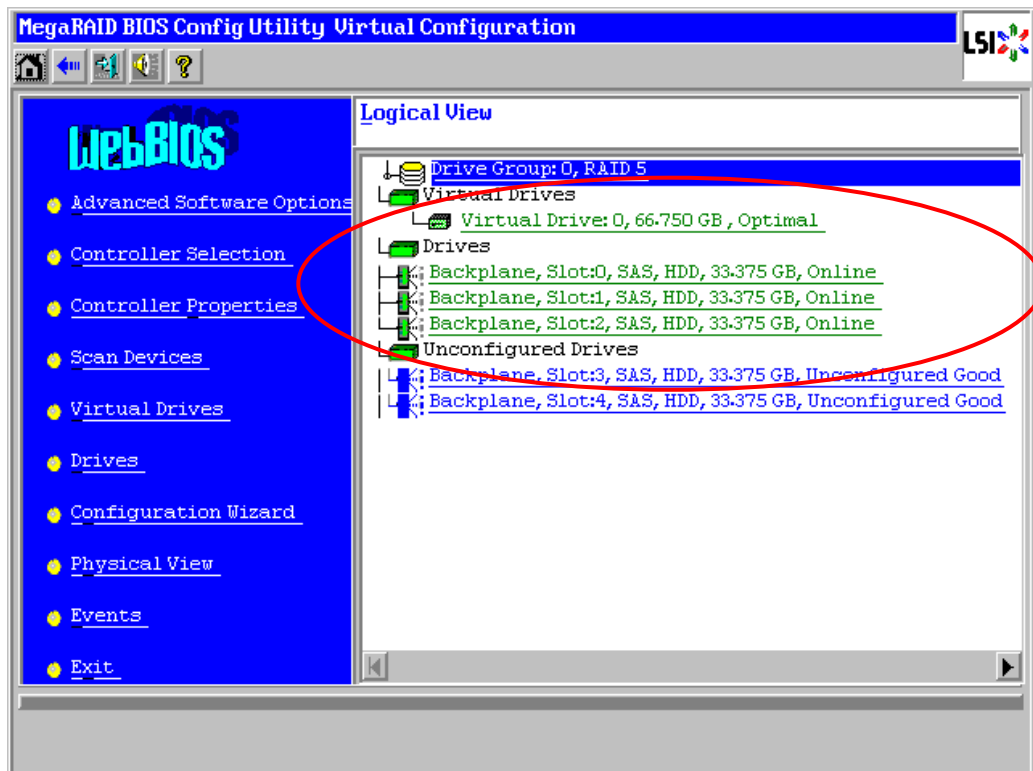 MegaRAID BIOS Config Utility Virtual Configuration
LSI
WebBIOS
Advanced Software Options
Controller Selection
Controller Properties
Scan Devices
Virtual Drives
Drives
Configuration Wizard
Physical View
Events
Exit
Logical View
Drive Group: 0, RAID 5
Virtual Drives
Virtual Drive: 0, 66.750 GB , Optimal
Drives
Backplane, Slot:0, SAS, HDD, 33.375 GB, Online
Backplane, Slot:1, SAS, HDD, 33.375 GB, Online
Backplane, Slot:2, SAS, HDD, 33.375 GB, Online
Unconfigured Drives
Backplane, Slot:3, SAS, HDD, 33.375 GB, Unconfigured Good
Backplane, Slot:4, SAS, HDD, 33.375 GB, Unconfigured Good